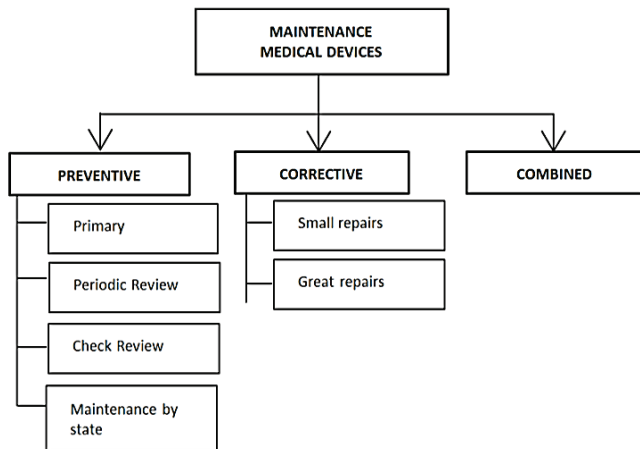 MAINTENANCE
MEDICAL DEVICES
PREVENTIVE
CORRECTIVE
COMBINED
Primary
Periodic Review
Check Review
Maintenance by
state
Small repairs
Great repairs